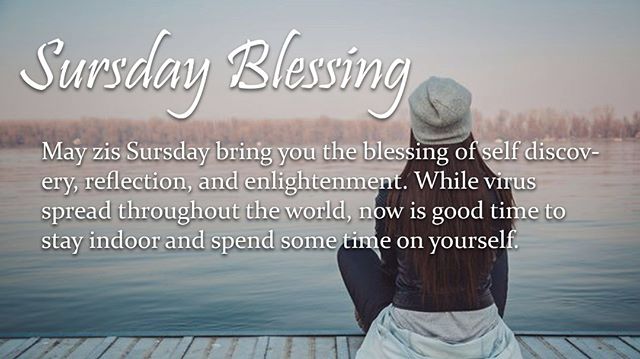 Sursday Blessing
May zis Sursday bring you the blessing of self discov-
ery, reflection, and enlightenment. While virus
spread throughout the world, now is good time to
stay indoor and spend some time on yourself.